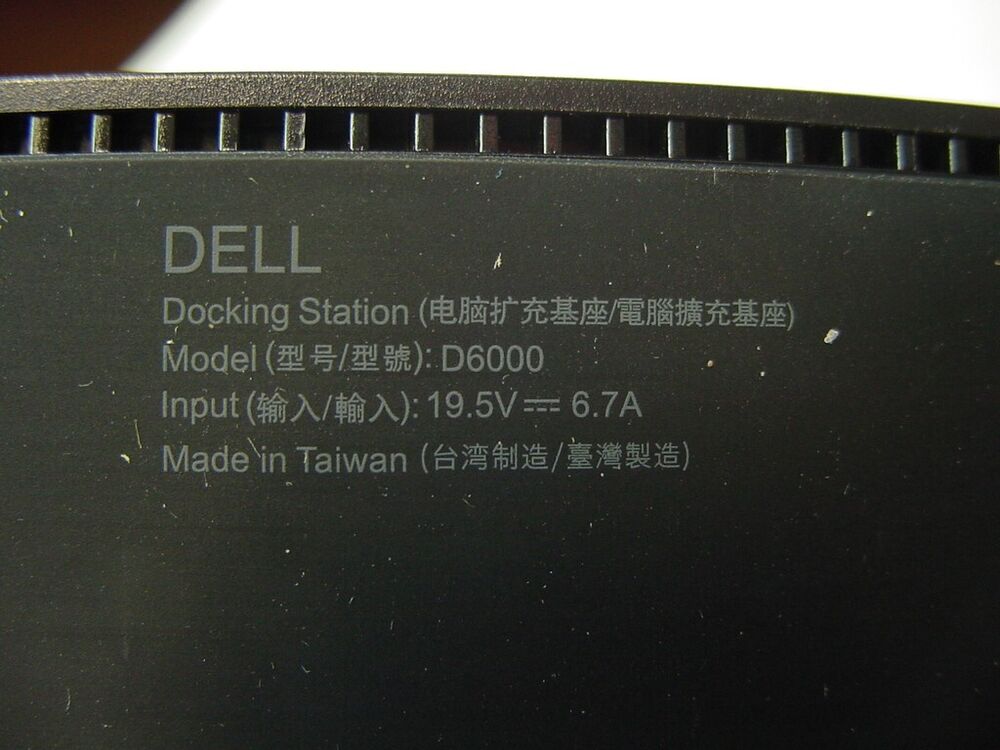 DELL
Docking Station (电脑扩充基座/電腦擴充基座)
Model (型号/型號): D6000
Input (输入/輸入): 19.5V ⎓ 6.7A
Made in Taiwan (台湾制造/臺灣製造)